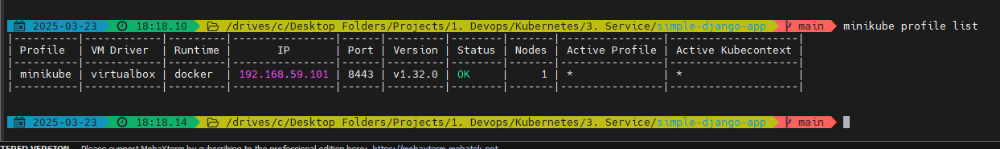 2025-03-23 18:18.10 /drives/c/Desktop Folders/Projects/1. Devops/Kubernetes/3. Service/simple-django-app main minikube profile list
|----------|------------|---------|----------------|------|---------|--------|-------|----------------|--------------------|
| Profile | VM Driver | Runtime | IP | Port | Version | Status | Nodes | Active Profile | Active Kubecontext |
|----------|------------|---------|----------------|------|---------|--------|-------|----------------|--------------------|
| minikube | virtualbox | docker | 192.168.59.101 | 8443 | v1.32.0 | OK | 1 | * | * |
|----------|------------|---------|----------------|------|---------|--------|-------|----------------|--------------------|
2025-03-23 18:18.14 /drives/c/Desktop Folders/Projects/1. Devops/Kubernetes/3. Service/simple-django-app main
TERED VERSION - Please support MobaXterm by subscribing to the professional edition here: https://mobaxterm.mobatek.net